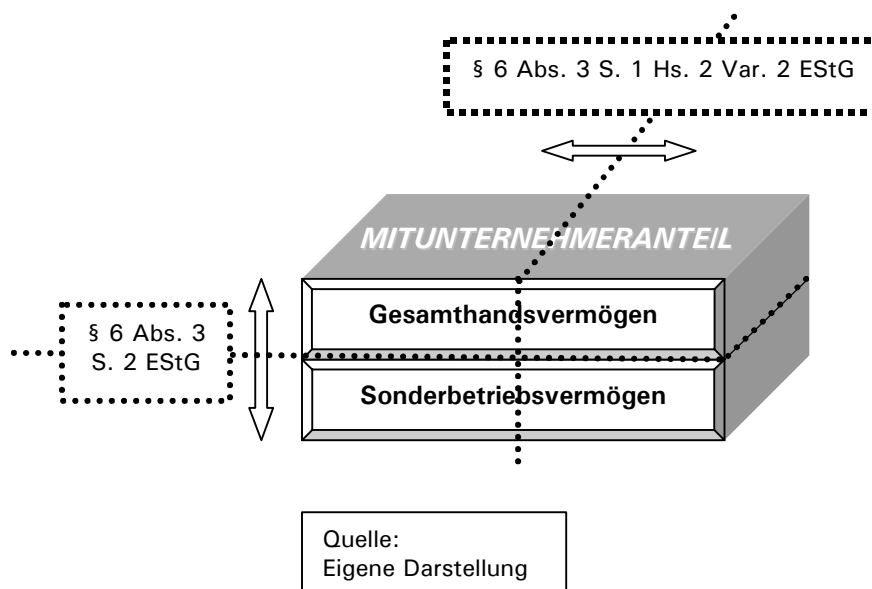 § 6 Abs. 3 S. 1 Hs. 2 Var. 2 EStG
MITUNTERNEHMERANTEIL
Gesamthandsvermögen
§ 6 Abs. 3
S. 2 EStG
Sonderbetriebsvermögen
Quelle:
Eigene Darstellung